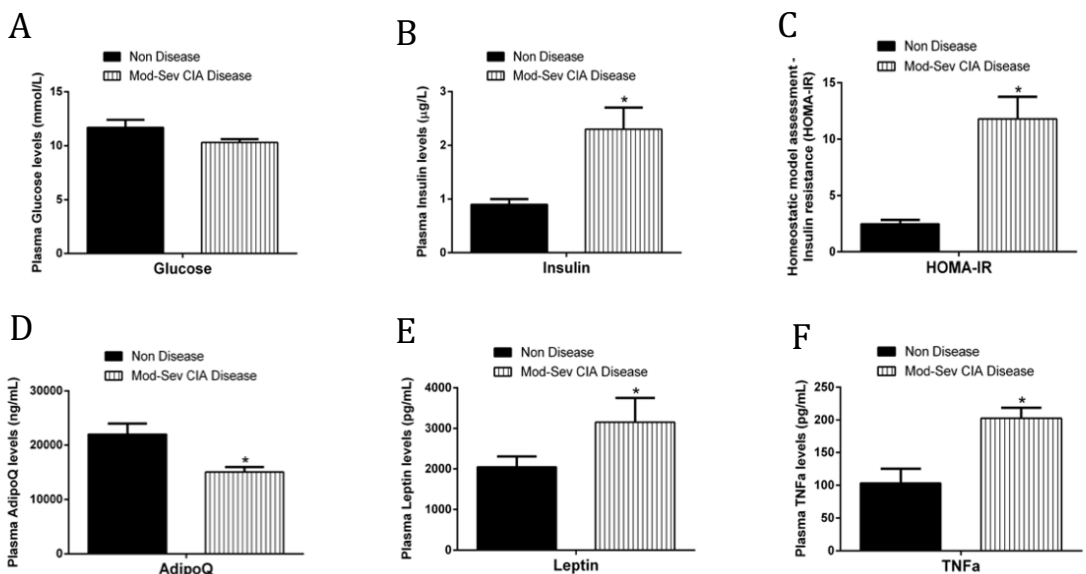 A
Non Disease
Mod-Sev CIA Disease
Plasma Glucose levels (mmol/L)
15
10
5
0
Glucose
B
Non Disease
Mod-Sev CIA Disease
Plasma Insulin levels (µg/L)
3
2
1
0
*
Insulin
C
Non Disease
Mod-Sev CIA Disease
Homeostatic model assessment -
Insulin resistance (HOMA-IR)
15
10
5
0
*
HOMA-IR
D
Non Disease
Mod-Sev CIA Disease
Plasma AdipoQ levels (ng/mL)
30000
20000
10000
0
*
AdipoQ
E
Non Disease
Mod-Sev CIA Disease
Plasma Leptin levels (pg/mL)
4000
3000
2000
1000
0
*
Leptin
F
Non Disease
Mod-Sev CIA Disease
Plasma TNFa levels (pg/mL)
250
200
150
100
50
0
*
TNFa